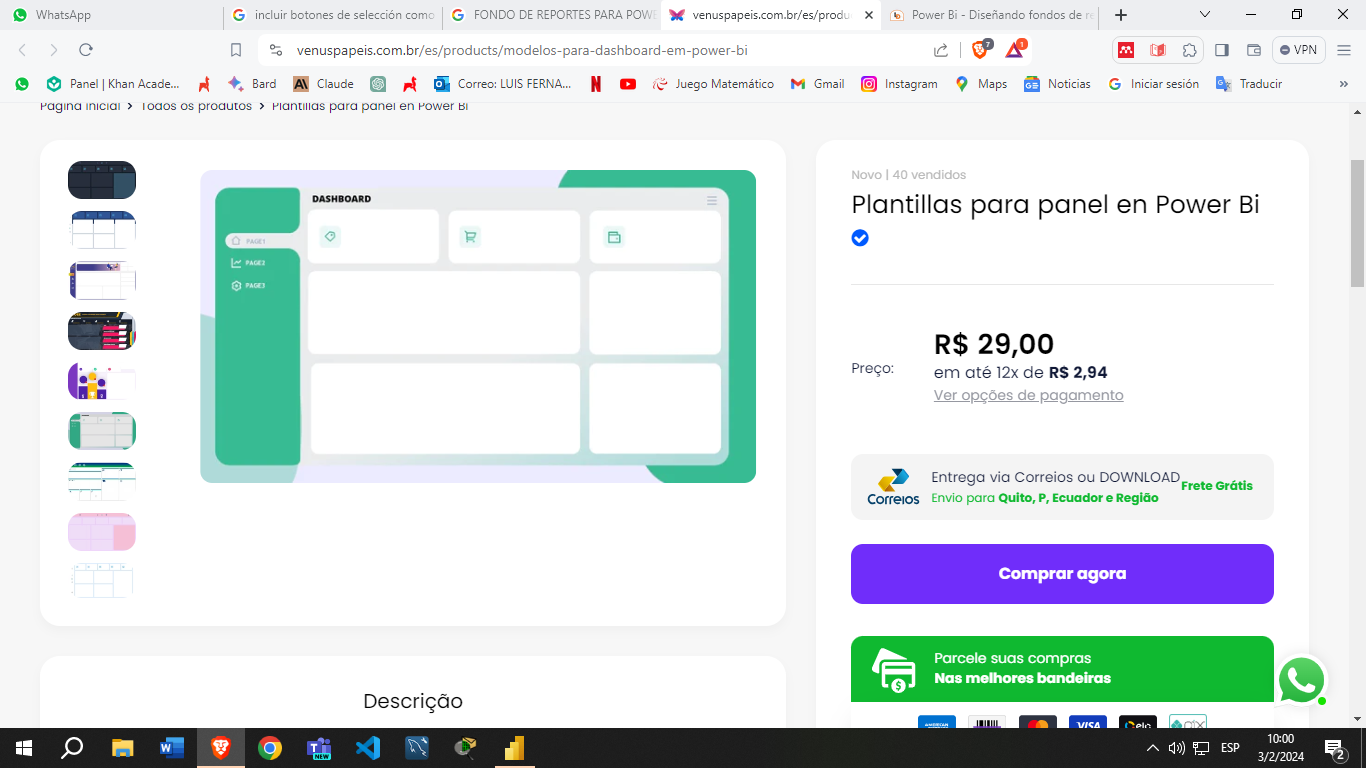 WhatsApp
incluir botones de selección como
FONDO DE REPORTES PARA POWE
venuspapeis.com.br/es/produ
Power Bi - Diseñando fondos de re
venuspapeis.com.br/es/products/modelos-para-dashboard-em-power-bi
7
1
VPN
Panel | Khan Acade...
Bard
Claude
Correo: LUIS FERNA...
Juego Matemático
Gmail
Instagram
Maps
Noticias
Iniciar sesión
Traducir
Página inicial > Todos os produtos > Plantillas para panel en Power Bi
DASHBOARD
PAGE1
PAGE2
PAGE3
Novo | 40 vendidos
Plantillas para panel en Power Bi
Preço:
R$ 29,00
em até 12x de R$ 2,94
Ver opções de pagamento
Correios
Entrega via Correios ou DOWNLOAD
Envio para Quito, P, Ecuador e Região
Frete Grátis
Comprar agora
Parcele suas compras
Nas melhores bandeiras
VISA
elo
pix
Descrição
NEW
ESP
10:00
3/2/2024
2